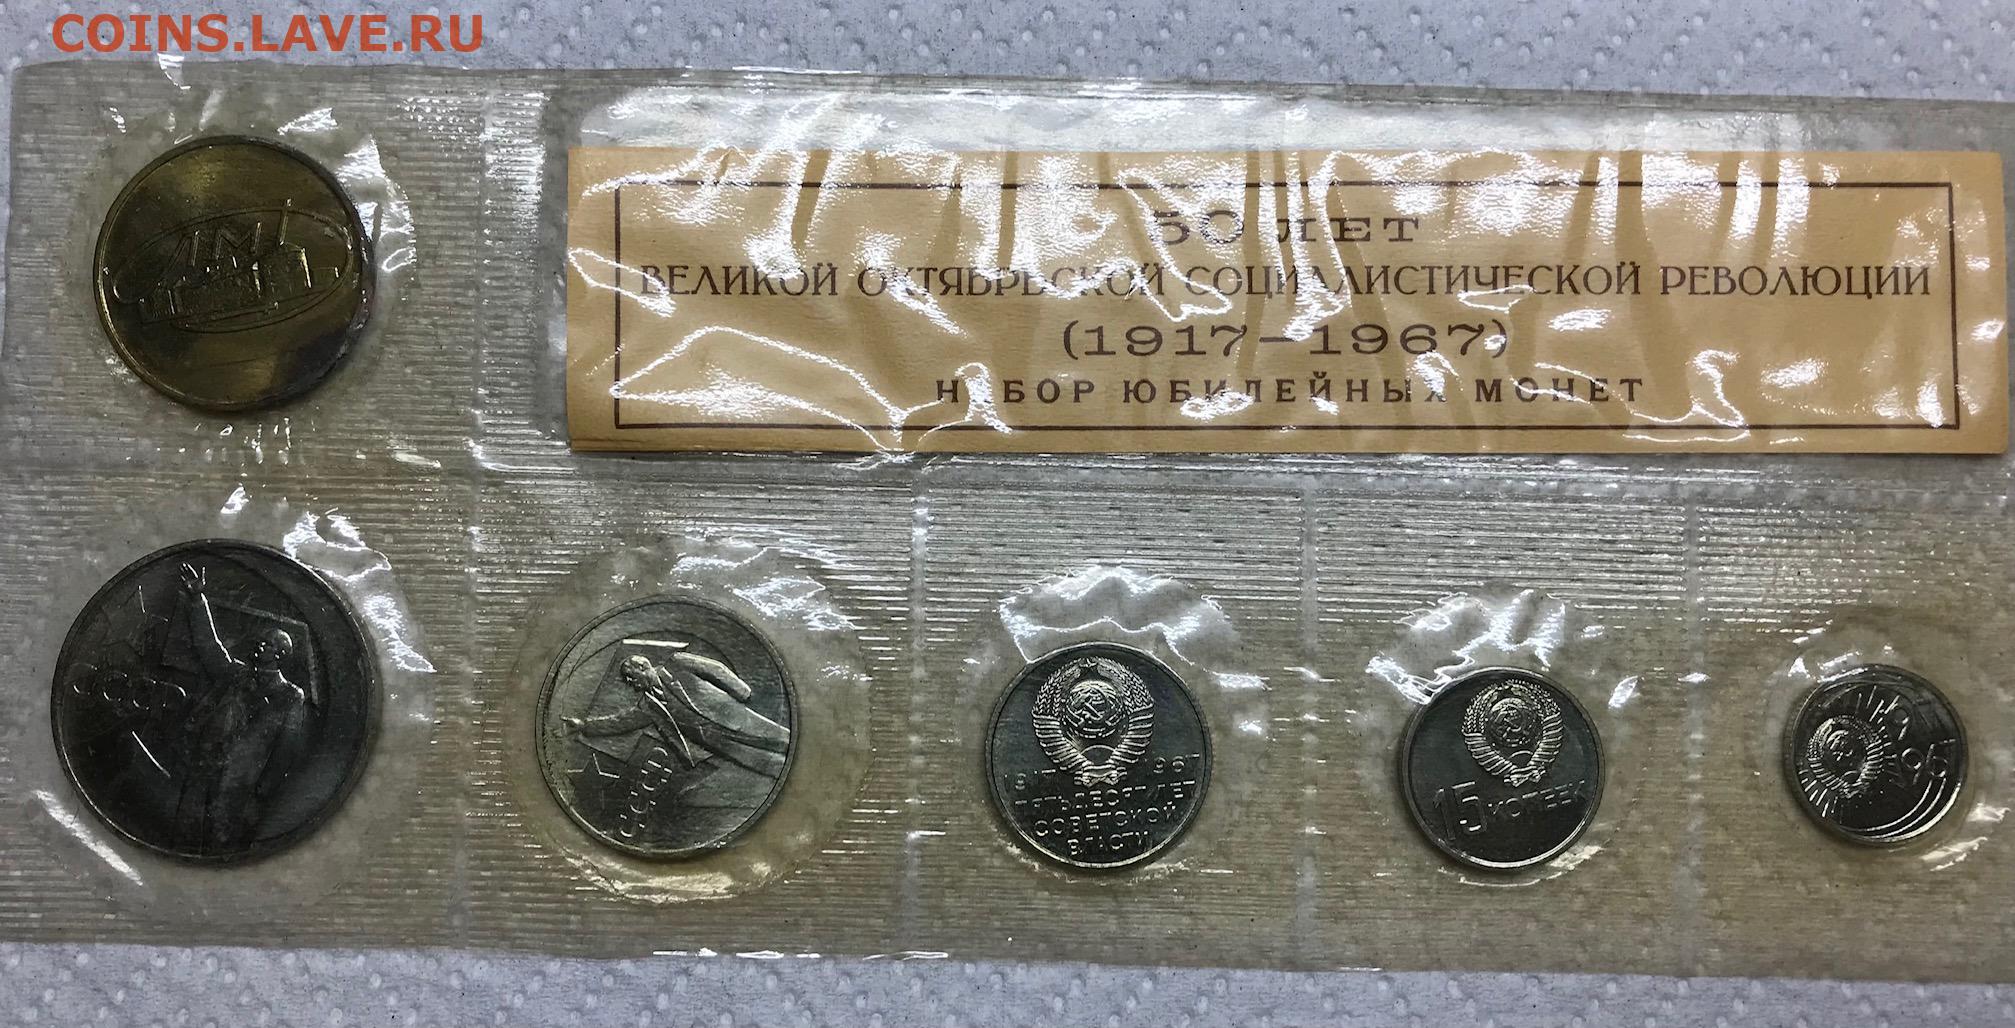 COINS.LAVE.RU
ЛМД
50 ЛЕТ
ВЕЛИКОЙ ОКТЯБРЬСКОЙ СОЦИАЛИСТИЧЕСКОЙ РЕВОЛЮЦИИ
(1917–1967)
НАБОР ЮБИЛЕЙНЫХ МОНЕТ
СССР
СССР
1917 1967
ПЯТЬДЕСЯТ ЛЕТ
СОВЕТСКОЙ
ВЛАСТИ
15 КОПЕЕК
1967